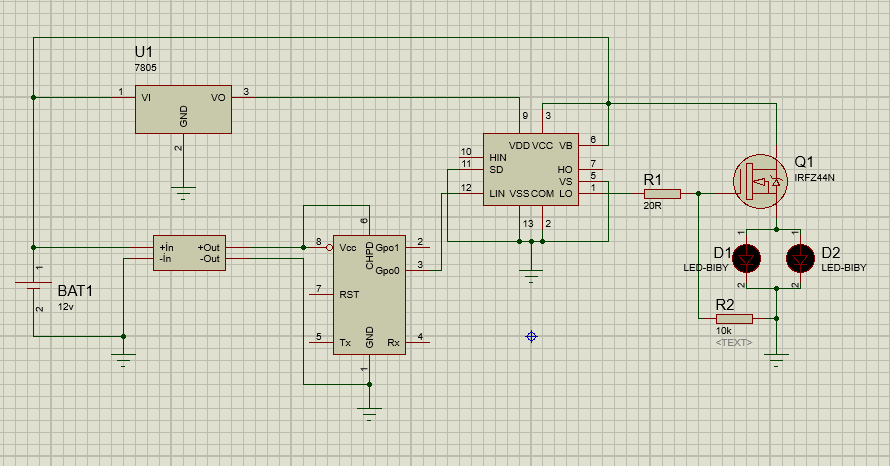 U1
7805
1
VI
VO
3
GND
2
9
3
VDD
VCC
VB
6
10
HIN
11
SD
HO
7
VS
5
12
LIN
VSS
COM
LO
1
13
2
R1
20R
Q1
IRFZ44N
+In
-In
+Out
-Out
6
8
Vcc
CHPD
Gpo1
2
Gpo0
3
7
RST
5
Tx
GND
Rx
4
1
1
BAT1
12v
2
1
D1
LED-BIBY
2
1
D2
LED-BIBY
2
R2
10k
<TEXT>